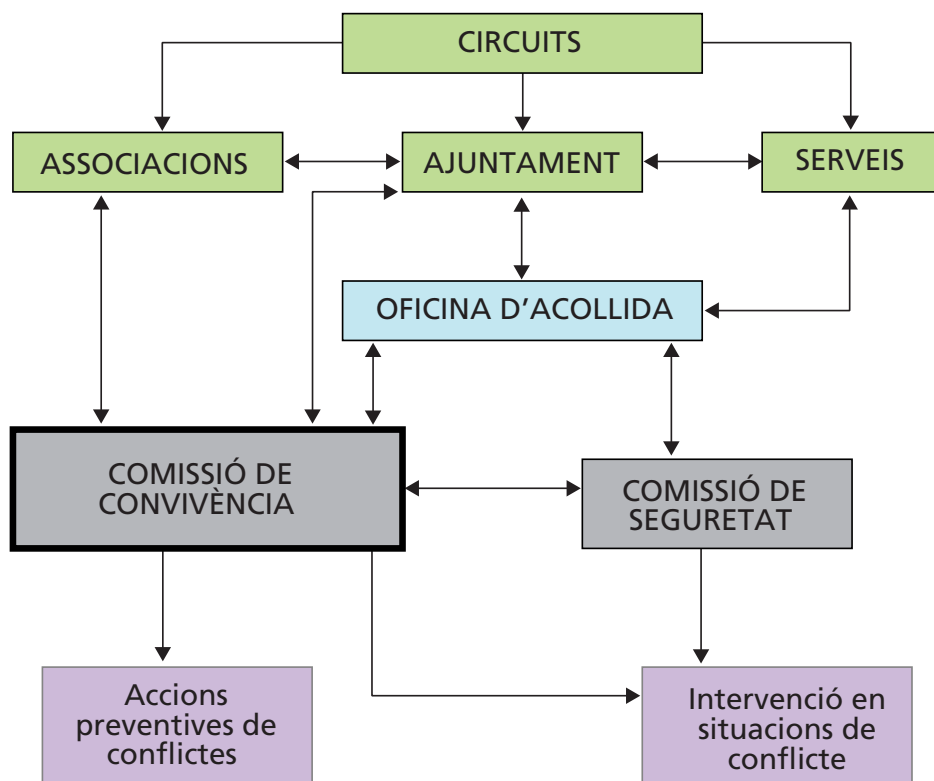 CIRCUITS
ASSOCIACIONS
AJUNTAMENT
SERVEIS
OFICINA D’ACOLLIDA
COMISSIÓ DE
CONVIVÈNCIA
COMISSIÓ DE
SEGURETAT
Accions
preventives de
conflictes
Intervenció en
situacions de
conflicte